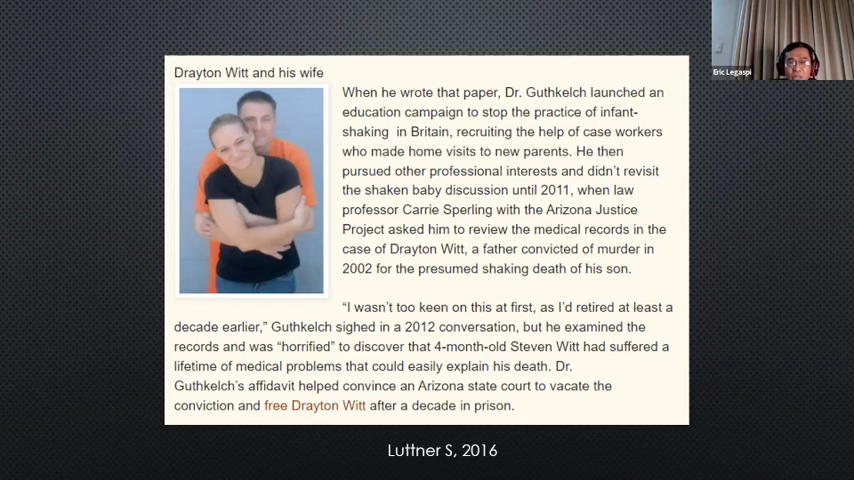 Eric Legaspi
Drayton Witt and his wife
When he wrote that paper, Dr. Guthkelch launched an
education campaign to stop the practice of infant-
shaking in Britain, recruiting the help of case workers
who made home visits to new parents. He then
pursued other professional interests and didn't revisit
the shaken baby discussion until 2011, when law
professor Carrie Sperling with the Arizona Justice
Project asked him to review the medical records in the
case of Drayton Witt, a father convicted of murder in
2002 for the presumed shaking death of his son.
“I wasn't too keen on this at first, as I'd retired at least a
decade earlier,” Guthkelch sighed in a 2012 conversation, but he examined the
records and was “horrified” to discover that 4-month-old Steven Witt had suffered a
lifetime of medical problems that could easily explain his death. Dr.
Guthkelch's affidavit helped convince an Arizona state court to vacate the
conviction and free Drayton Witt after a decade in prison.
Luttner S, 2016